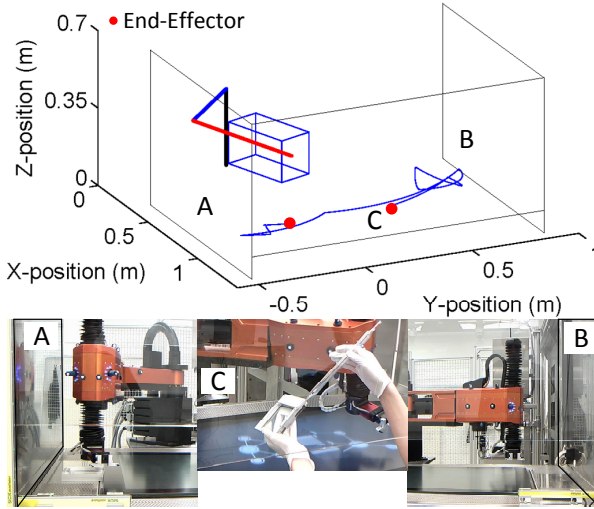 0.7
End-Effector
A
B
Z-position (m)
0.35
0
0
A
B
C
0.5
X-position (m)
1
-0.5
0
0.5
1
Y-position (m)
A
C
B